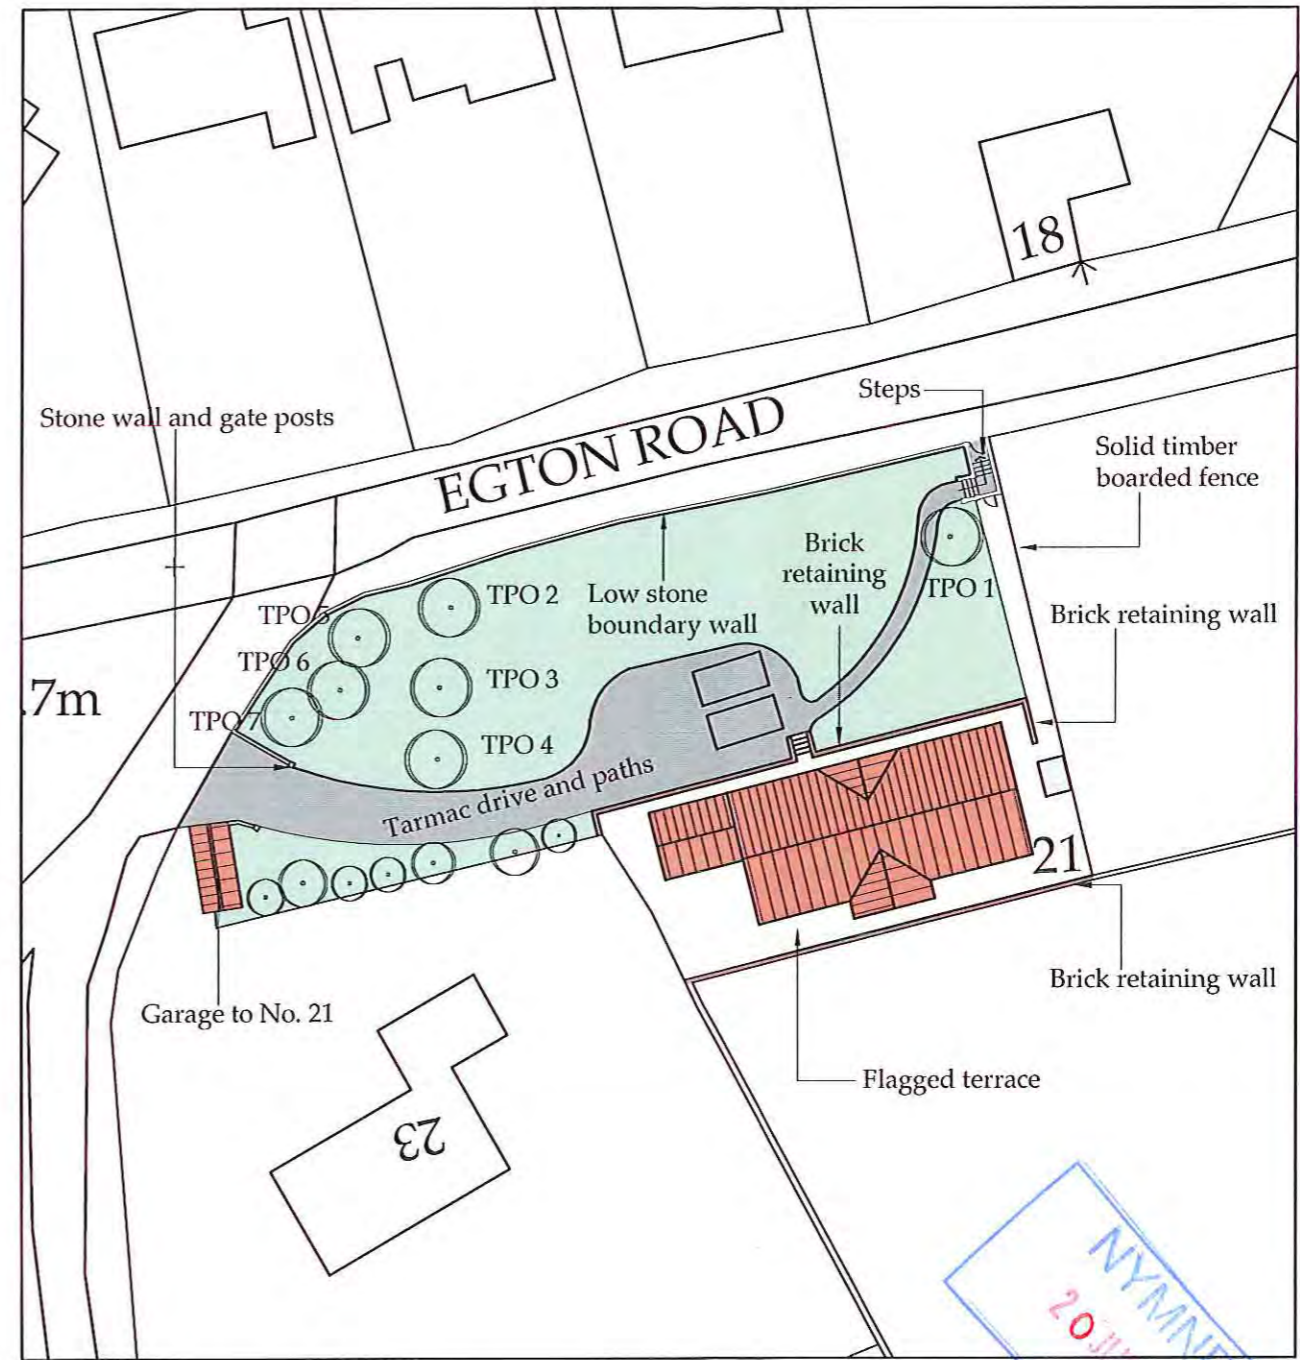 18
Steps
Stone wall and gate posts
EGTON ROAD
Solid timber
boarded fence
Brick
retaining
wall
TPO 1
TPO 2
Low stone
boundary wall
TPO 5
Brick retaining wall
TPO 6
TPO 3
.7m
TPO 7
TPO 4
Tarmac drive and paths
21
Brick retaining wall
Garage to No. 21
Flagged terrace
23
20